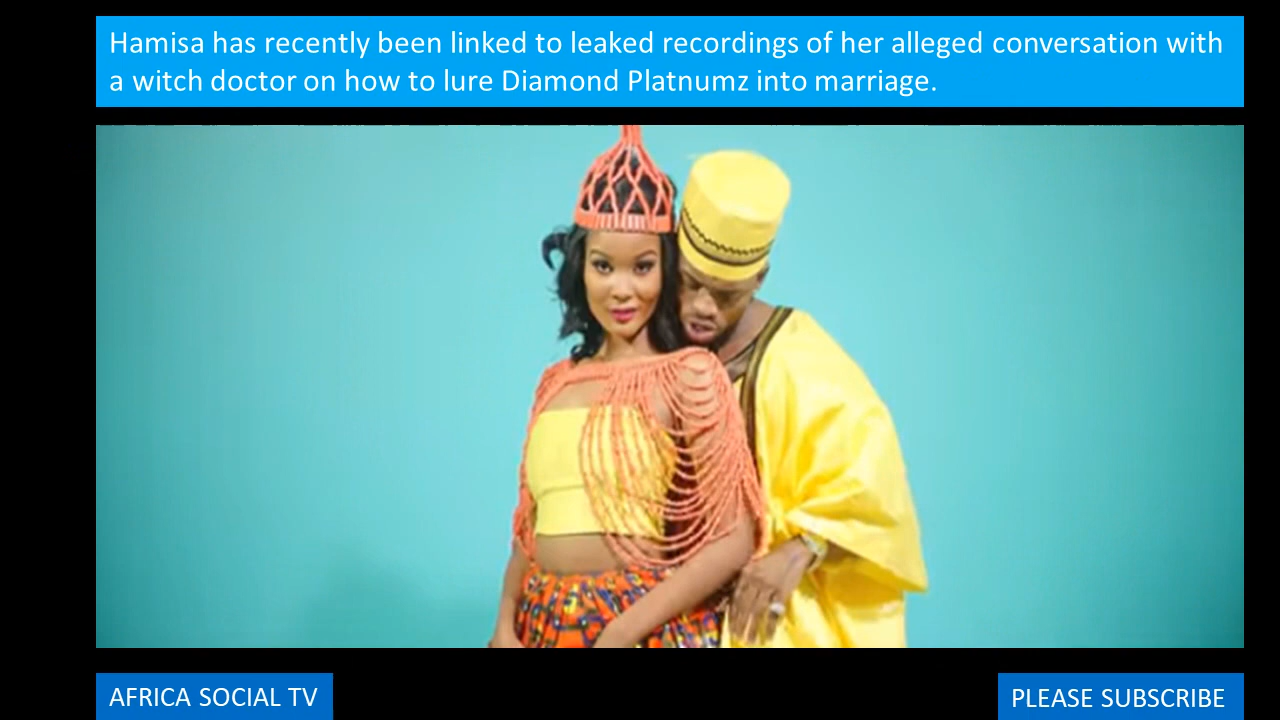 Hamisa has recently been linked to leaked recordings of her alleged conversation with
a witch doctor on how to lure Diamond Platnumz into marriage.
AFRICA SOCIAL TV
PLEASE SUBSCRIBE